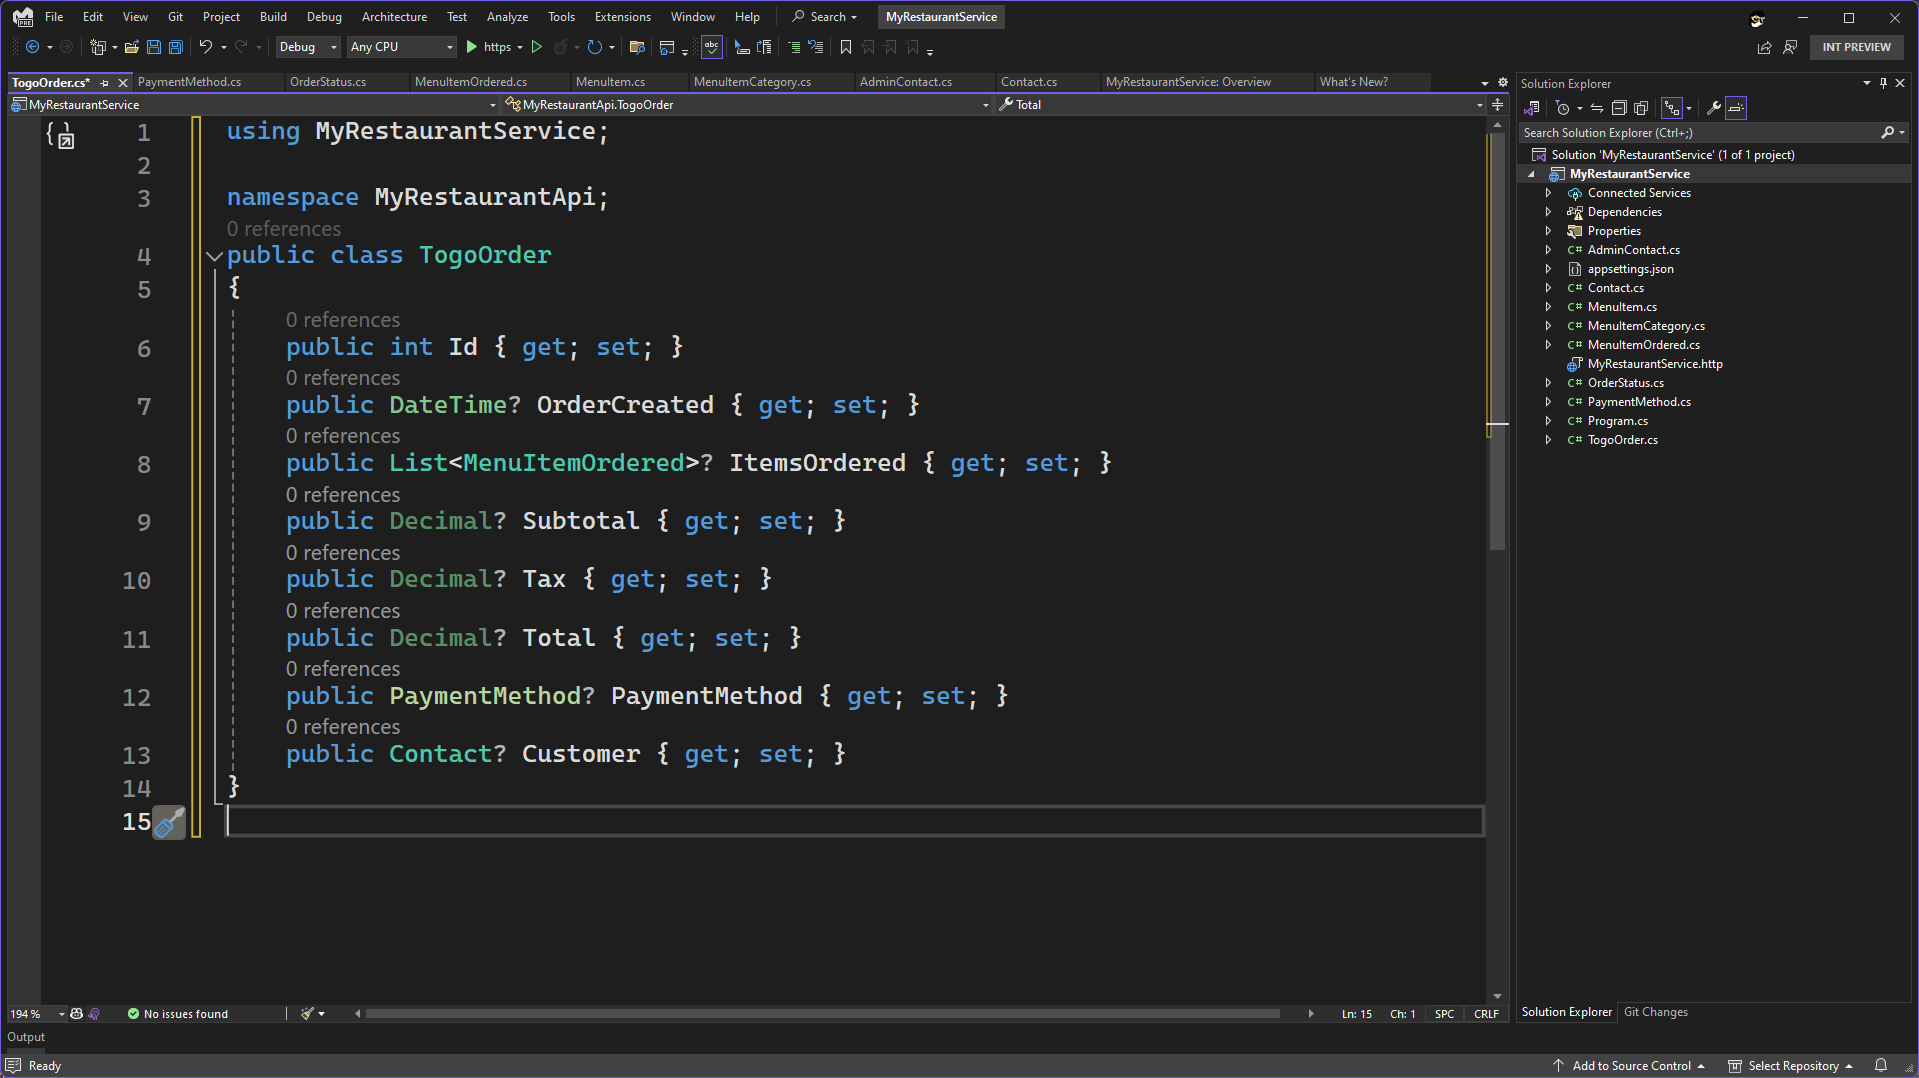 File Edit View Git Project Build Debug Architecture Test Analyze Tools Extensions Window Help Search MyRestaurantService
Debug Any CPU https abc INT PREVIEW
TogoOrder.cs* PaymentMethod.cs OrderStatus.cs MenuItemOrdered.cs MenuItem.cs MenuItemCategory.cs AdminContact.cs Contact.cs MyRestaurantService: Overview What's New?
MyRestaurantService MyRestaurantApi.TogoOrder Total
1 using MyRestaurantService;
2
3 namespace MyRestaurantApi;
0 references
4 public class TogoOrder
5 {
0 references
6 public int Id { get; set; }
0 references
7 public DateTime? OrderCreated { get; set; }
0 references
8 public List<MenuItemOrdered>? ItemsOrdered { get; set; }
0 references
9 public Decimal? Subtotal { get; set; }
0 references
10 public Decimal? Tax { get; set; }
0 references
11 public Decimal? Total { get; set; }
0 references
12 public PaymentMethod? PaymentMethod { get; set; }
0 references
13 public Contact? Customer { get; set; }
14 }
15
194 % No issues found Ln: 15 Ch: 1 SPC CRLF
Output
Solution Explorer
Search Solution Explorer (Ctrl+;)
Solution 'MyRestaurantService' (1 of 1 project)
MyRestaurantService
Connected Services
Dependencies
Properties
C# AdminContact.cs
appsettings.json
C# Contact.cs
C# MenuItem.cs
C# MenuItemCategory.cs
C# MenuItemOrdered.cs
MyRestaurantService.http
C# OrderStatus.cs
C# PaymentMethod.cs
C# Program.cs
C# TogoOrder.cs
Solution Explorer Git Changes
Ready Add to Source Control Select Repository